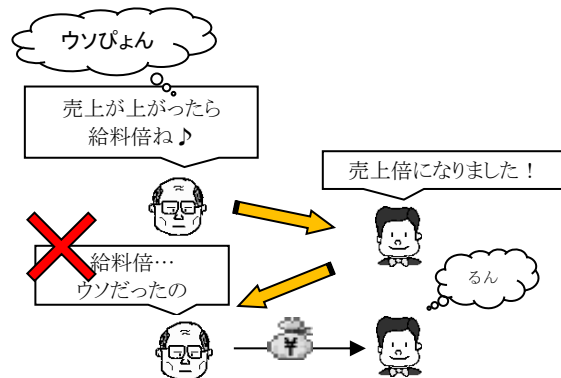 ウソぴょん
売上が上がったら
給料倍ね♪
売上倍になりました！
給料倍…
ウソだったの
るん
¥